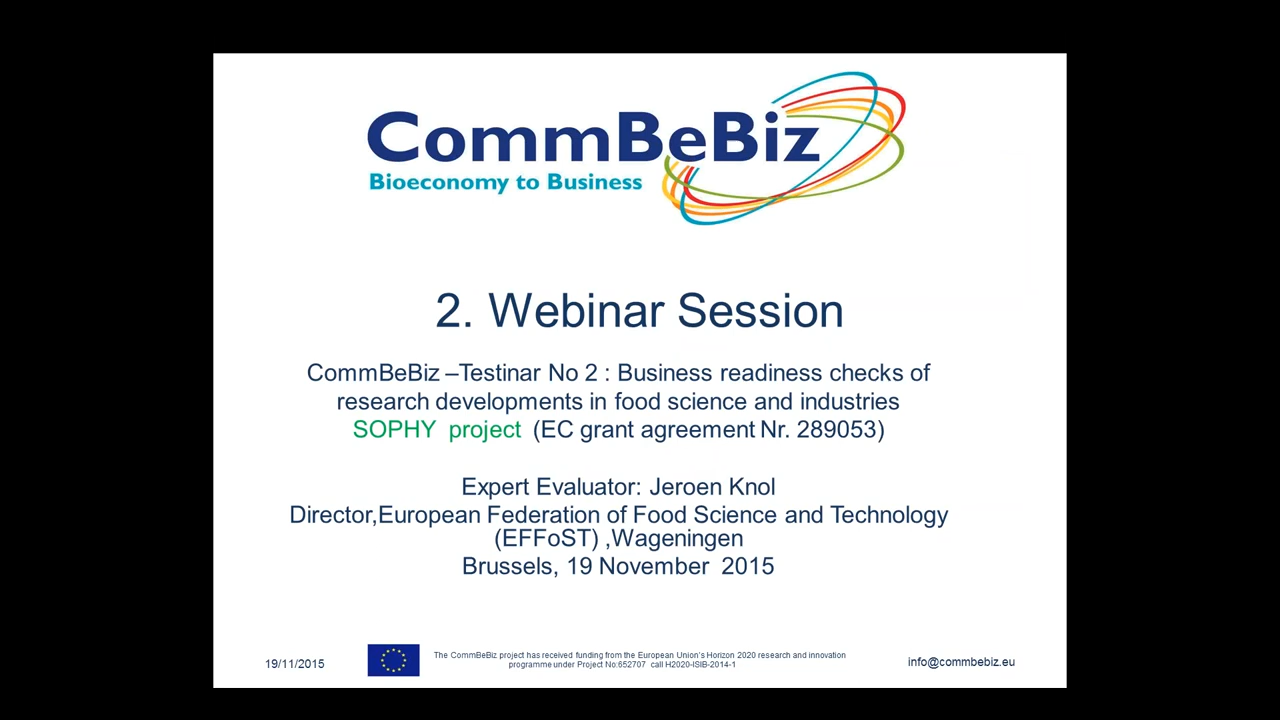 CommBeBiz
Bioeconomy to Business
2. Webinar Session
CommBeBiz –Testinar No 2 : Business readiness checks of
research developments in food science and industries
SOPHY project (EC grant agreement Nr. 289053)
Expert Evaluator: Jeroen Knol
Director,European Federation of Food Science and Technology
(EFFoST) ,Wageningen
Brussels, 19 November 2015
19/11/2015
The CommBeBiz project has received funding from the European Union's Horizon 2020 research and innovation
programme under Project No:652707 call H2020-ISIB-2014-1
info@commbebiz.eu